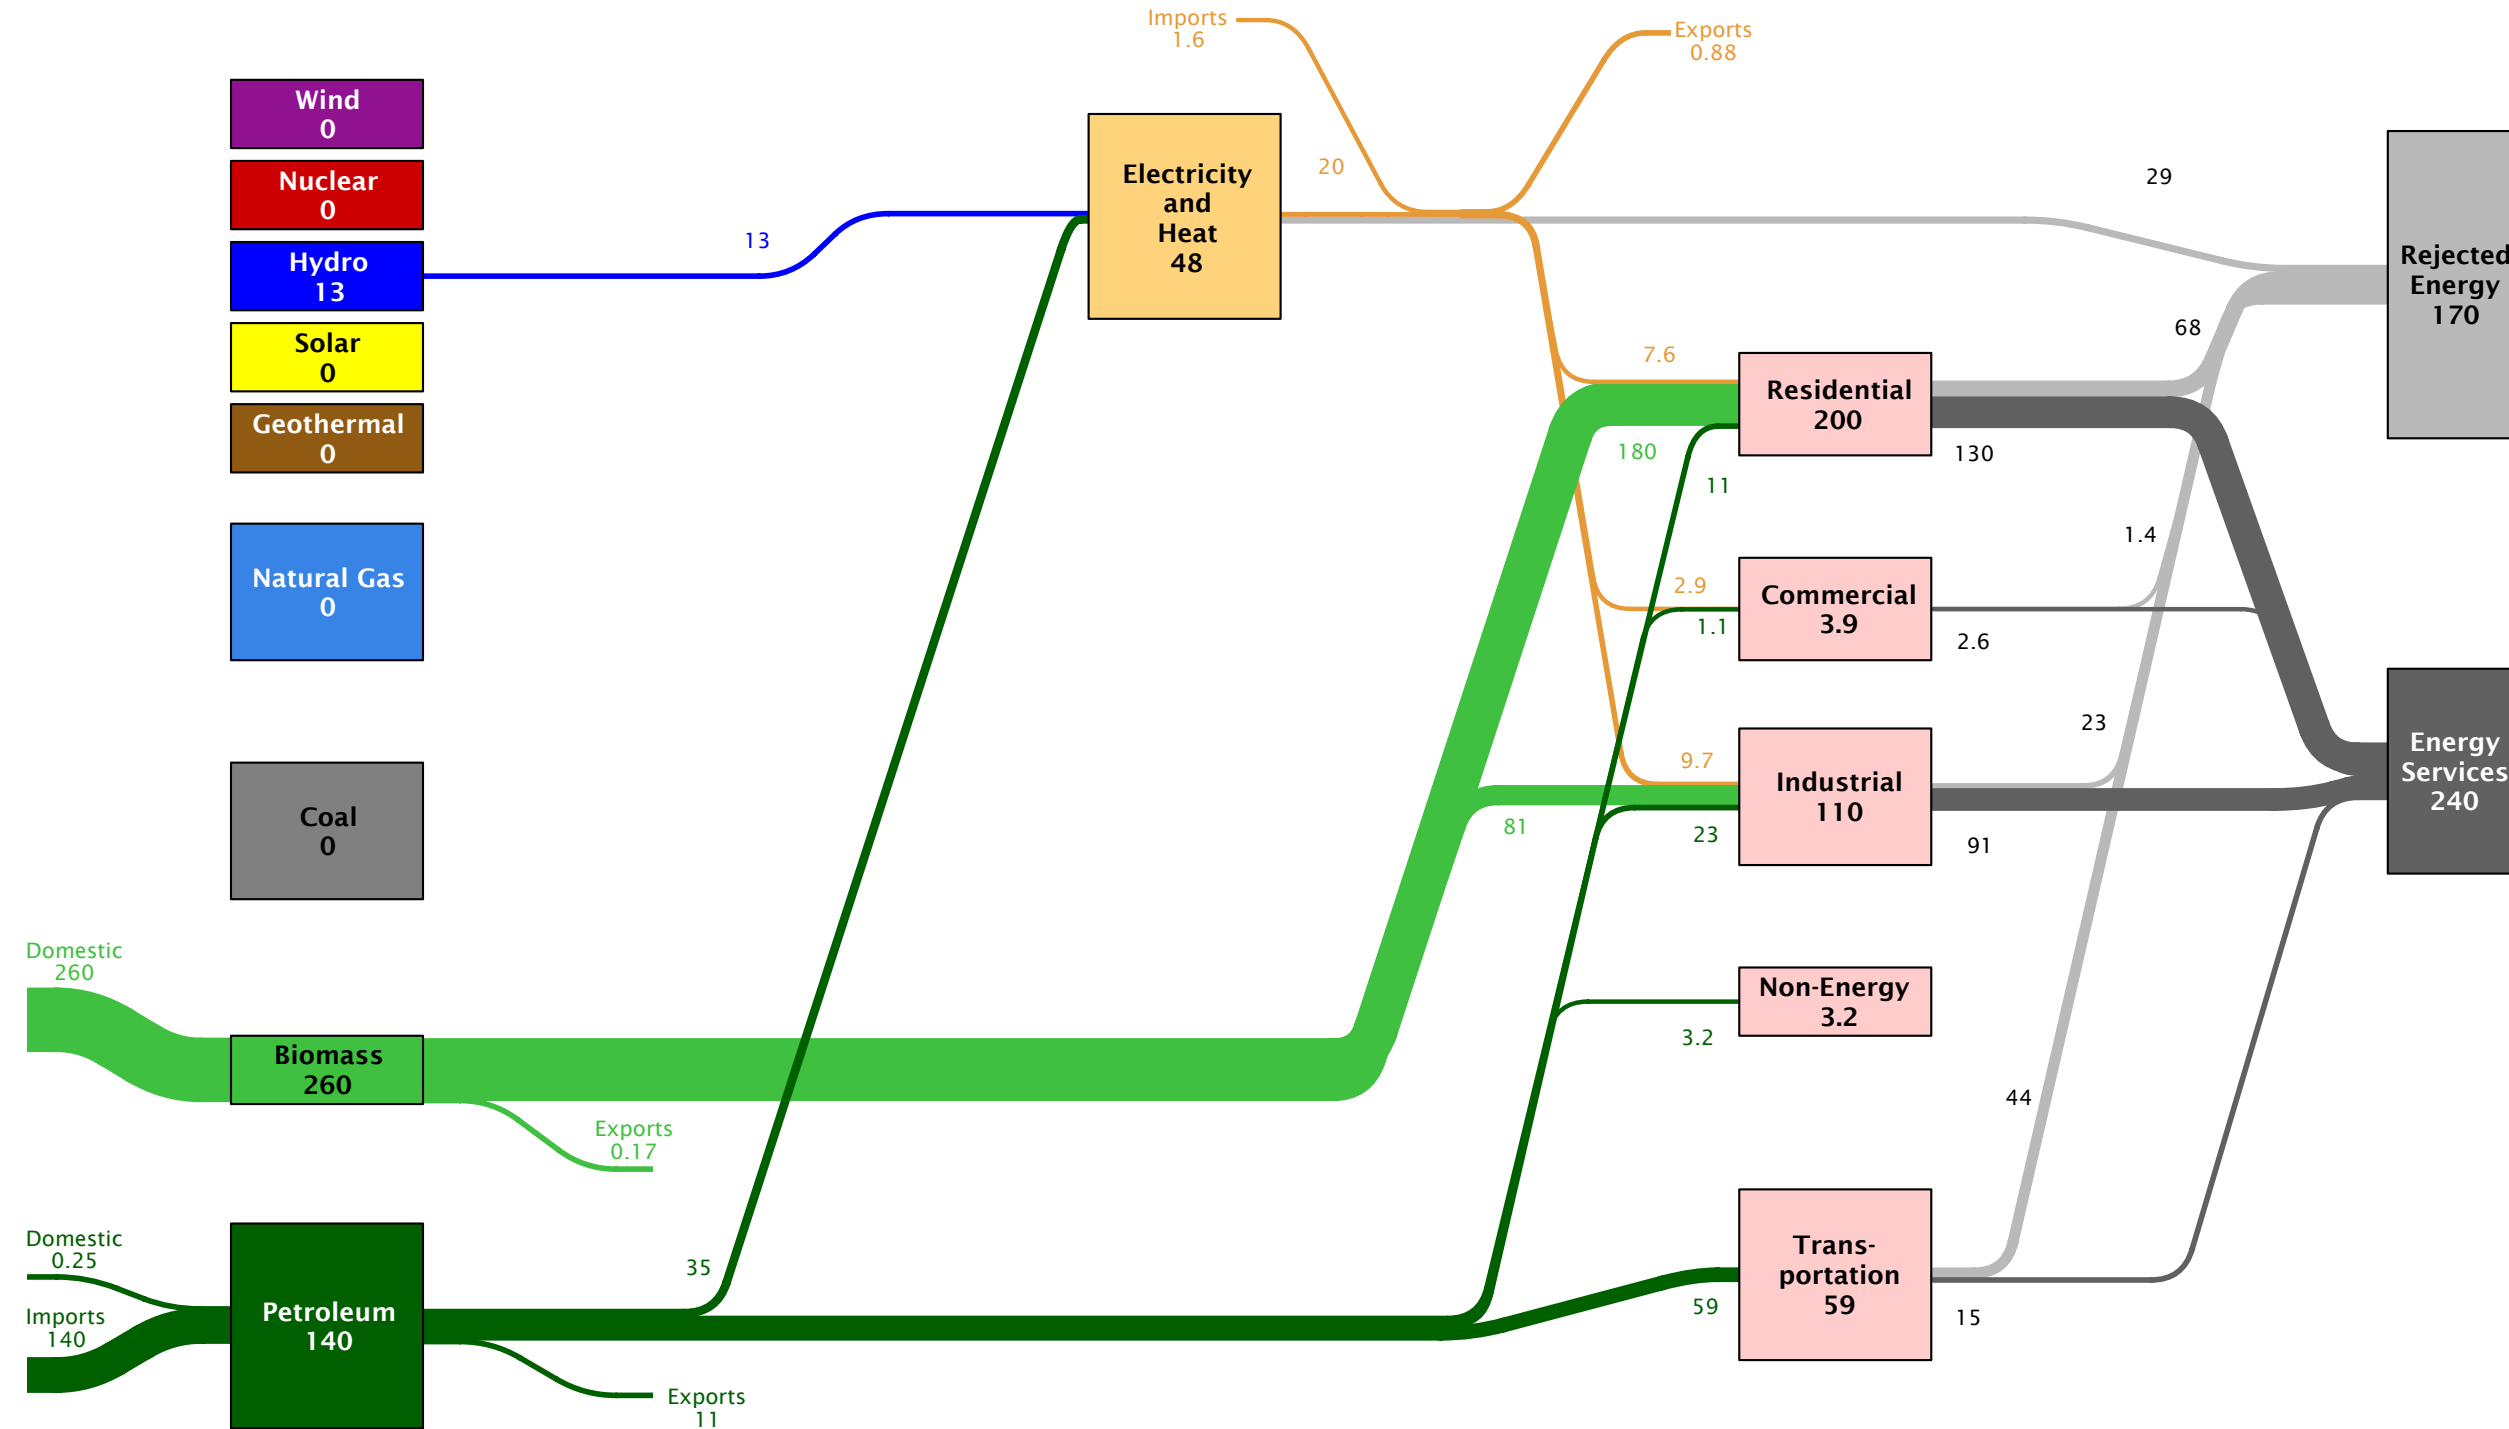 Imports
1.6
Exports
0.88
Wind
0
Nuclear
0
Hydro
13
Solar
0
Geothermal
0
Natural Gas
0
Coal
0
Domestic
260
Biomass
260
Exports
0.17
Domestic
0.25
Imports
140
Petroleum
140
Exports
11
13
35
Electricity
and
Heat
48
20
29
7.6
180
11
2.9
1.1
9.7
81
23
3.2
59
Residential
200
Commercial
3.9
Industrial
110
Non-Energy
3.2
Trans-
portation
59
68
130
1.4
2.6
23
91
44
15
Rejected
Energy
170
Energy
Services
240